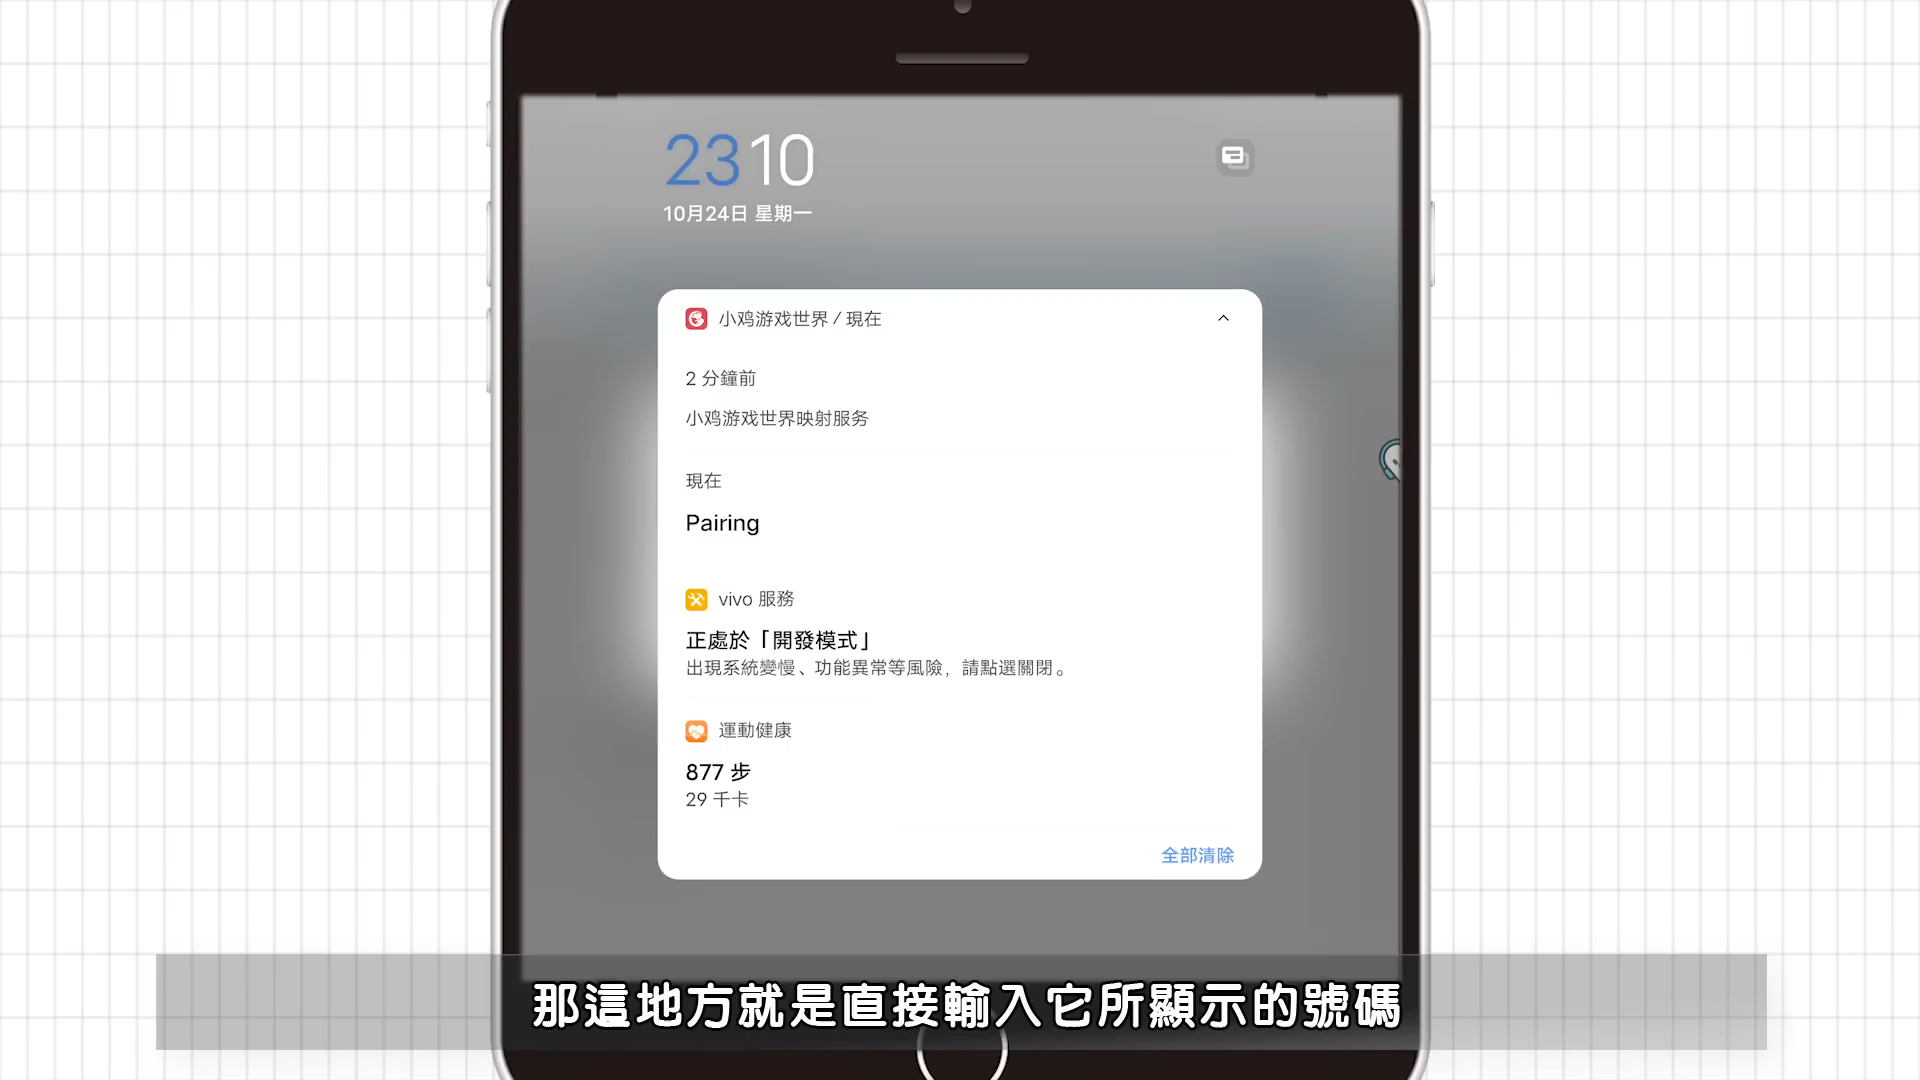 23 10
10月24日 星期一
小鸡游戏世界 / 現在
2 分鐘前
小鸡游戏世界映射服务
現在
Pairing
vivo 服務
正處於「開發模式」
出現系統變慢、功能異常等風險，請點選關閉。
運動健康
877 步
29 千卡
全部清除
那這地方就是直接輸入它所顯示的號碼